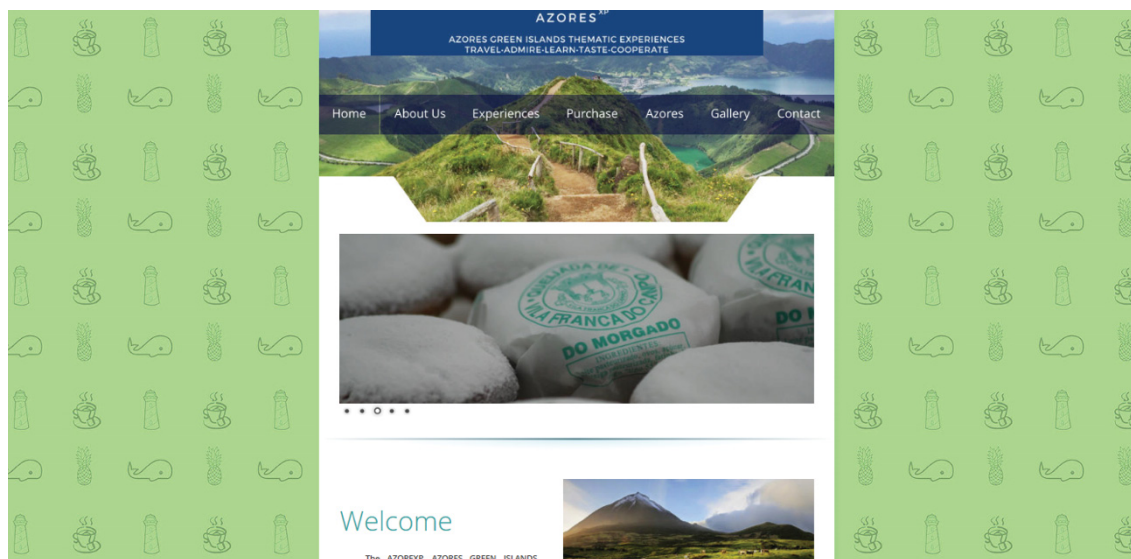 AZORES XP
AZORES GREEN ISLANDS THEMATIC EXPERIENCES
TRAVEL-ADMIRE-LEARN-TASTE-COOPERATE
Home About Us Experiences Purchase Azores Gallery Contact
QUEIJADA DE
VILA FRANCA DO CAMPO
DO MORGADO
INGREDIENTES
DO M
Welcome
The AZOREXP AZORES GREEN ISLANDS